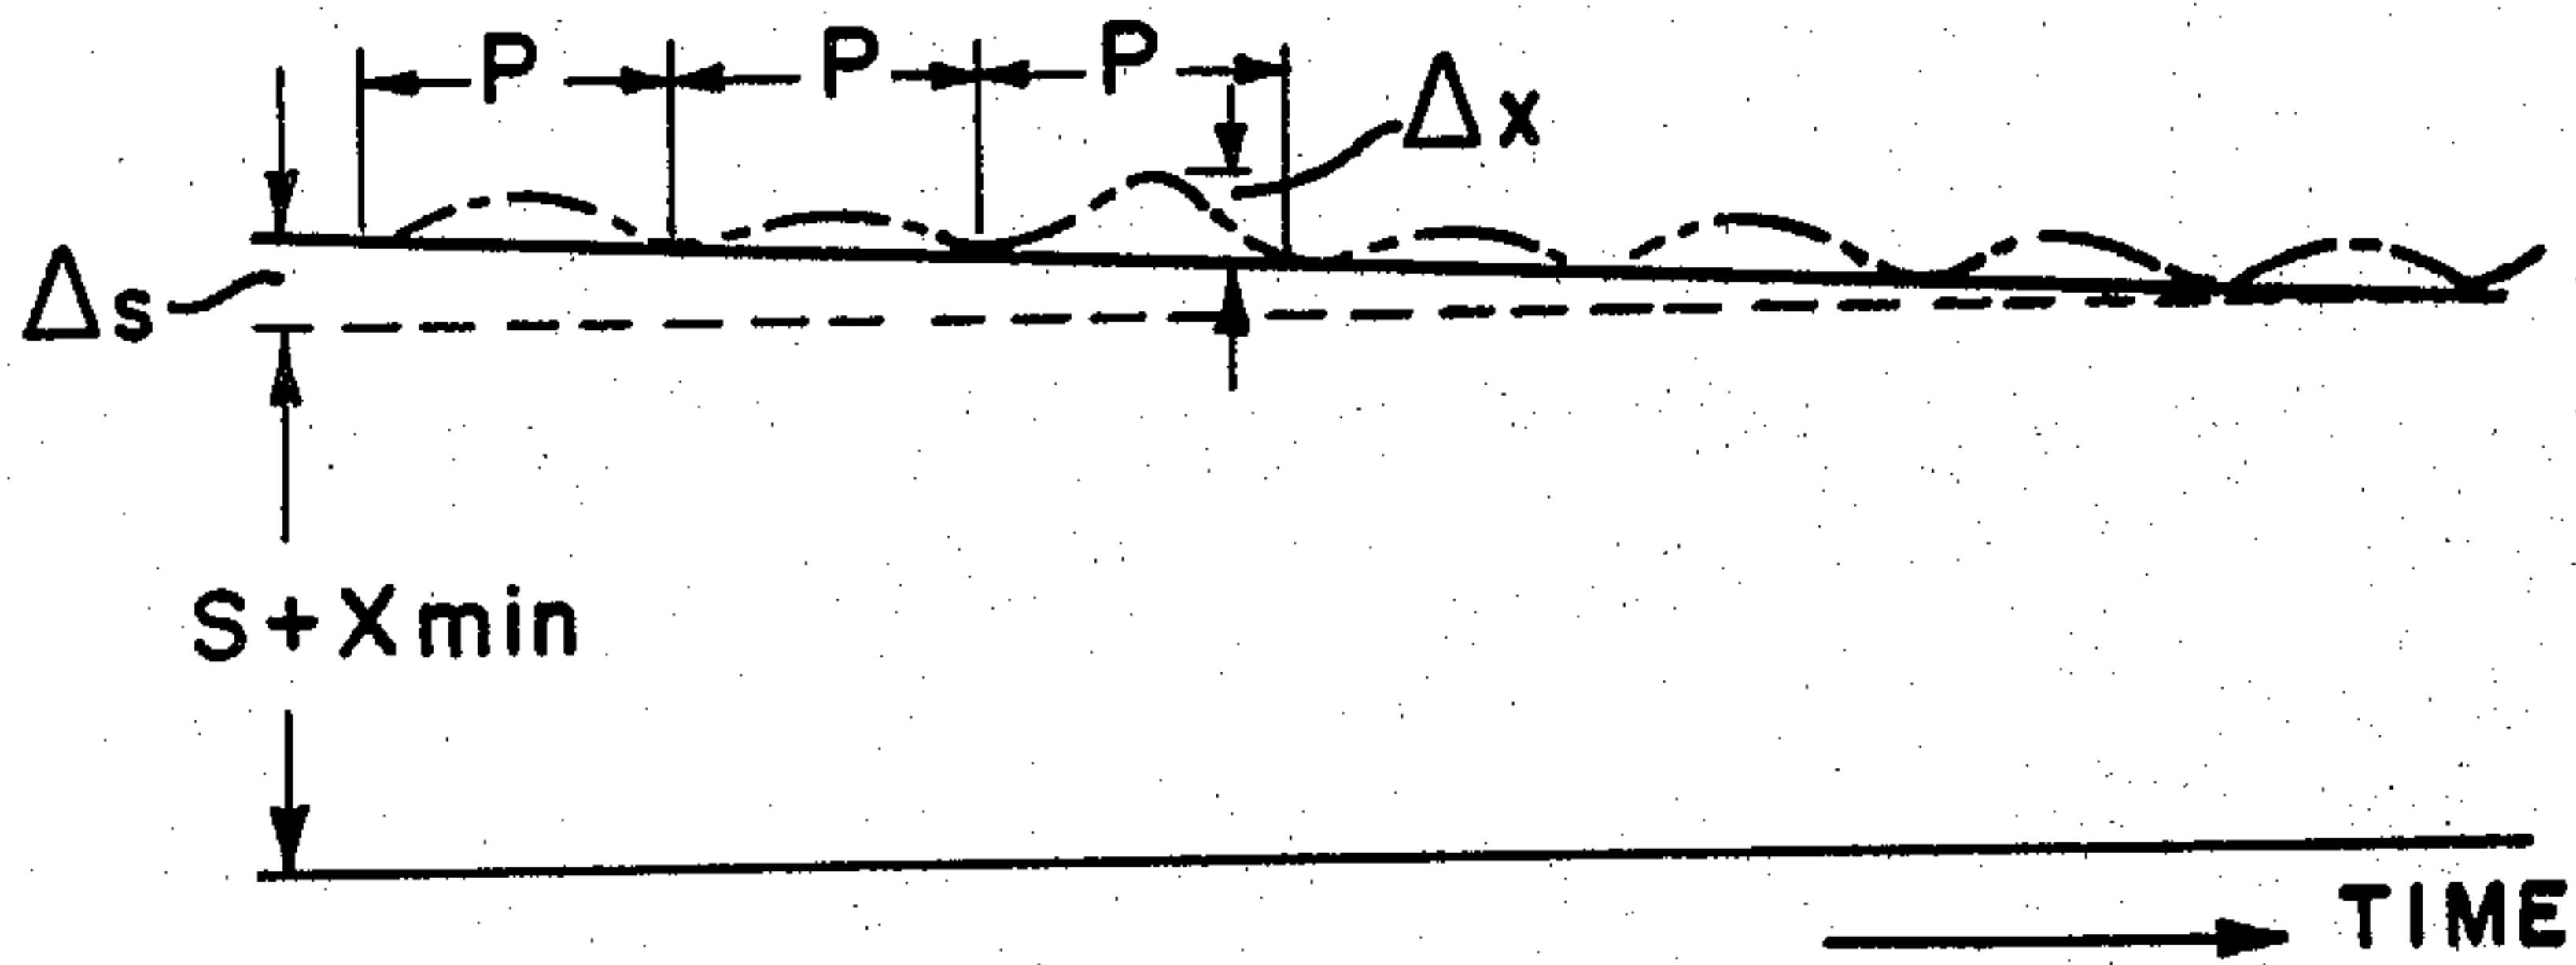 P P P
Δx
Δs
S+Xmin
TIME